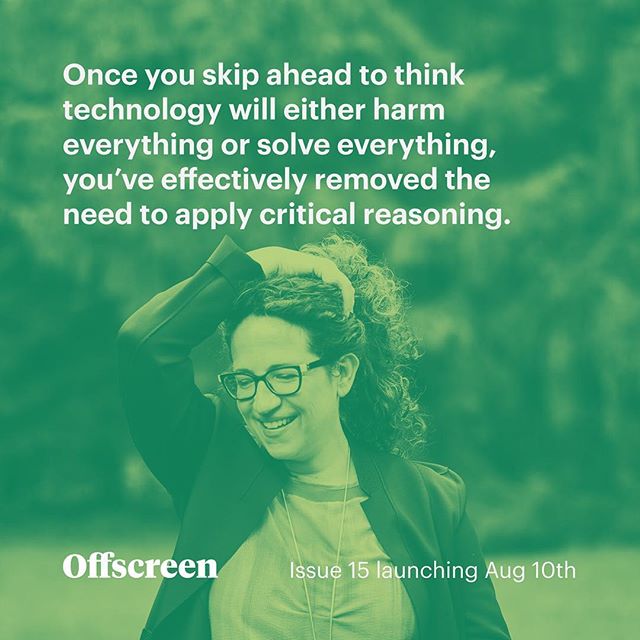 Once you skip ahead to think
technology will either harm
everything or solve everything,
you’ve effectively removed the
need to apply critical reasoning.
Offscreen
Issue 15 launching Aug 10th